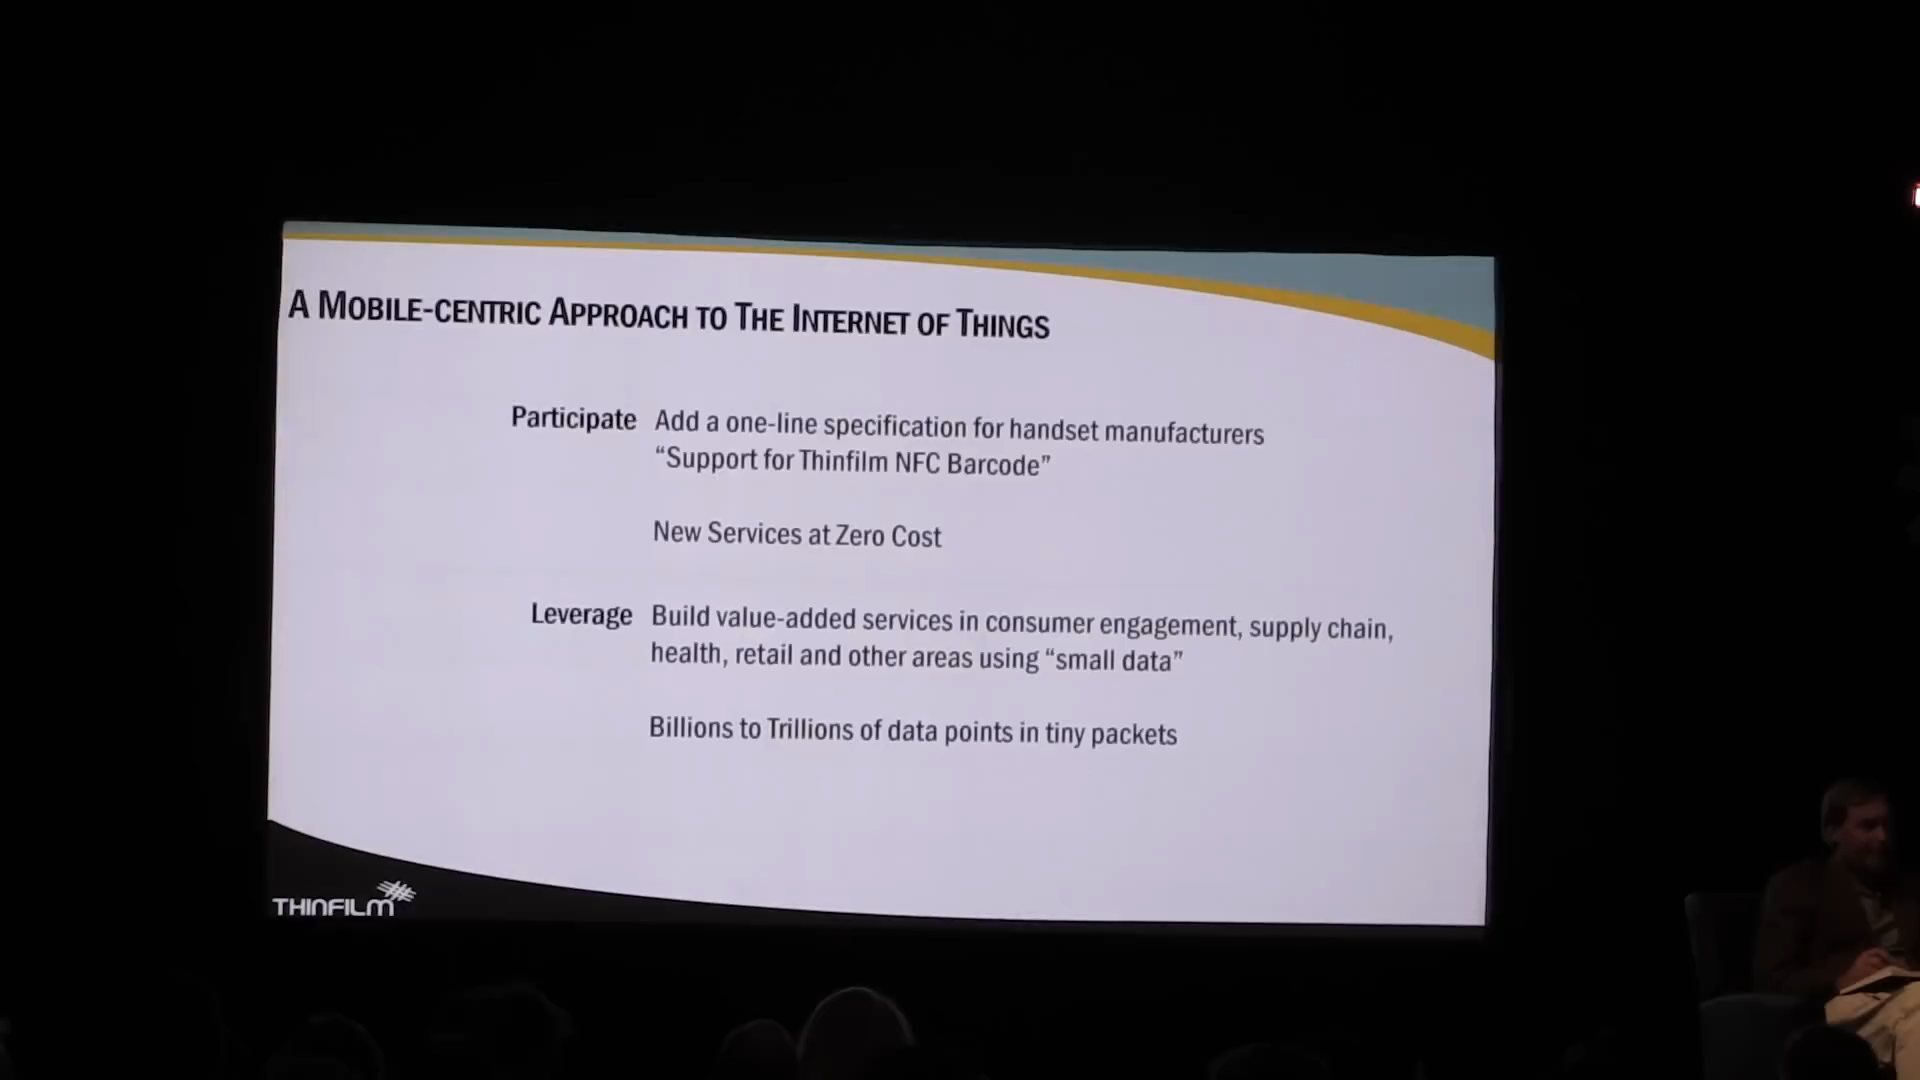 A MOBILE-CENTRIC APPROACH TO THE INTERNET OF THINGS
Participate Add a one-line specification for handset manufacturers
“Support for Thinfilm NFC Barcode”
New Services at Zero Cost
Leverage Build value-added services in consumer engagement, supply chain,
health, retail and other areas using “small data”
Billions to Trillions of data points in tiny packets
THINFILM